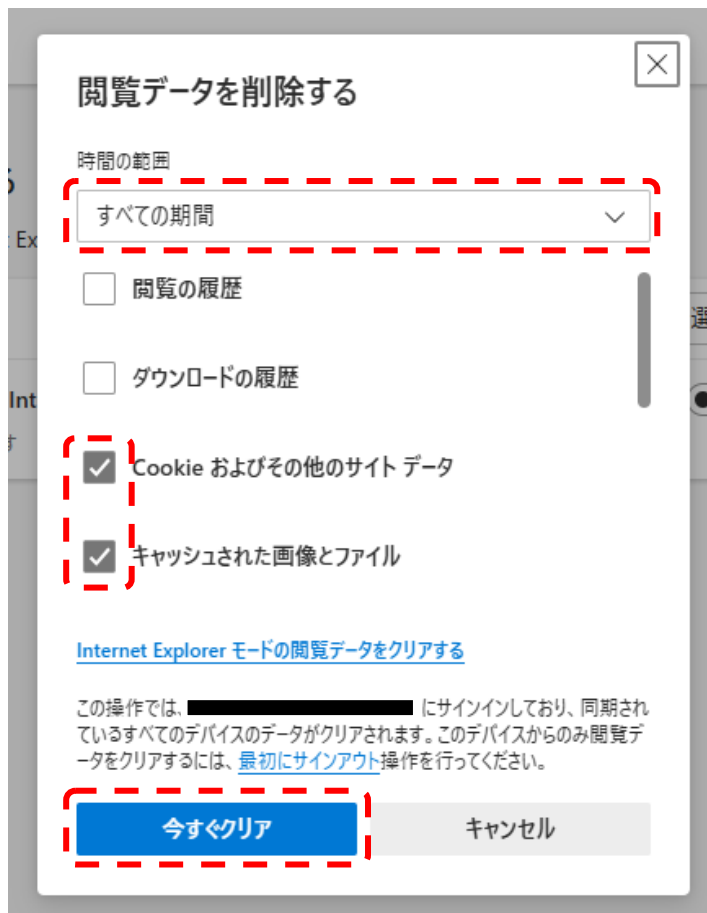 閲覧データを削除する
時間の範囲
すべての期間
Ex
閲覧の履歴
選
ダウンロードの履歴
Int
す
Cookie およびその他のサイト データ
キャッシュされた画像とファイル
Internet Explorer モードの閲覧データをクリアする
この操作では、 にサインインしており、同期され
ているすべてのデバイスのデータがクリアされます。このデバイスからのみ閲覧デ
ータをクリアするには、最初にサインアウト操作を行ってください。
今すぐクリア
キャンセル